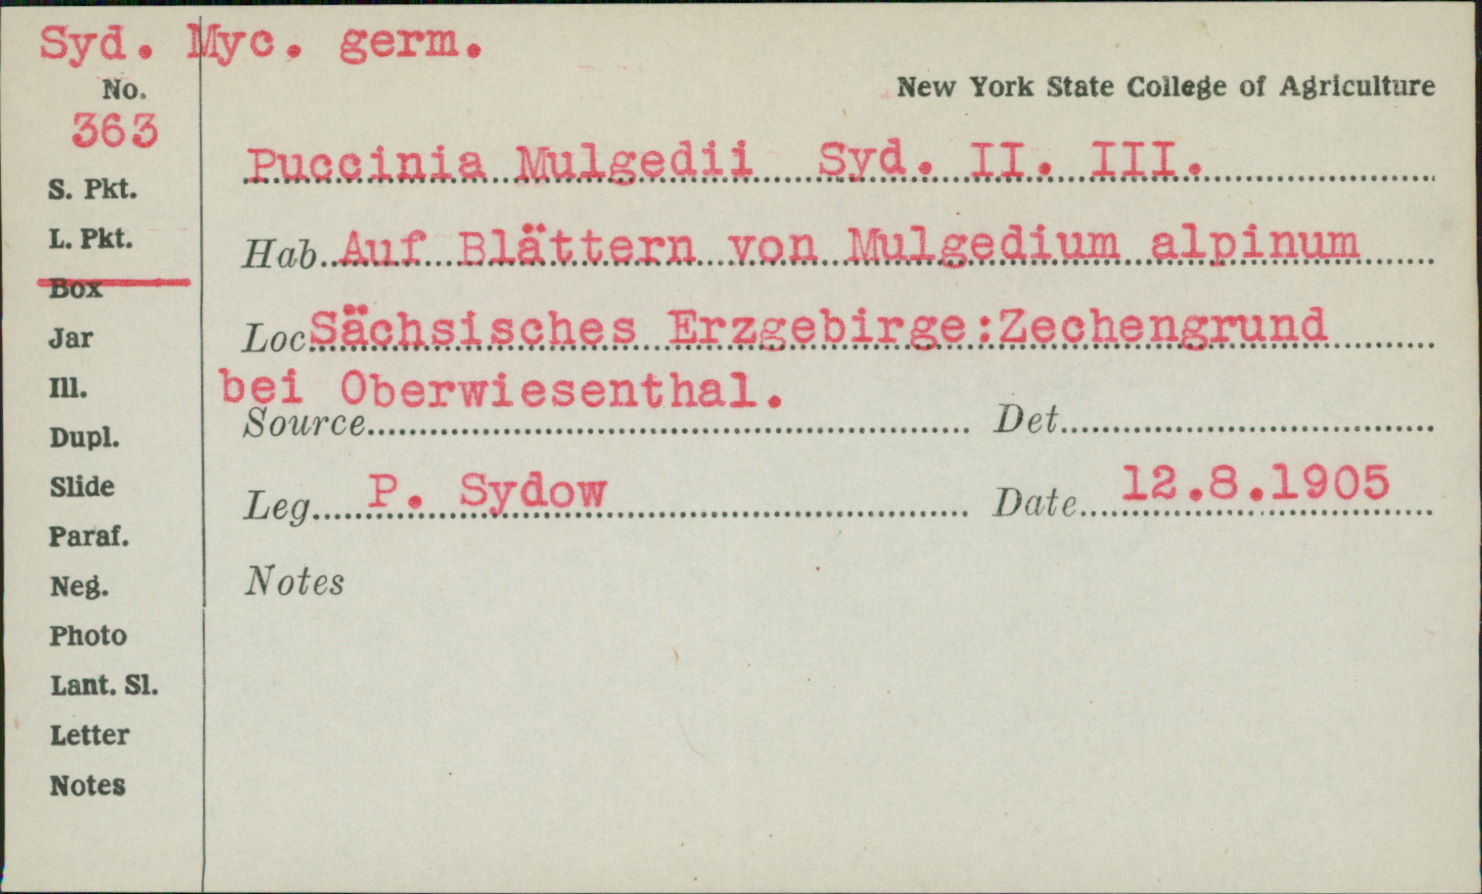 Syd. Myc. germ.
No.
363
New York State College of Agriculture
Puccinia Mulgedii Syd. II. III.
S. Pkt.
L. Pkt.
Hab. Auf Blättern von Mulgedium alpinum
Box
Jar
Loc Sächsisches Erzgebirge:Zechengrund
Ill.
bei Oberwiesenthal.
Source Det.
Dupl.
Slide
Leg. P. Sydow Date 12.8.1905
Paraf.
Neg.
Notes
Photo
Lant. Sl.
Letter
Notes